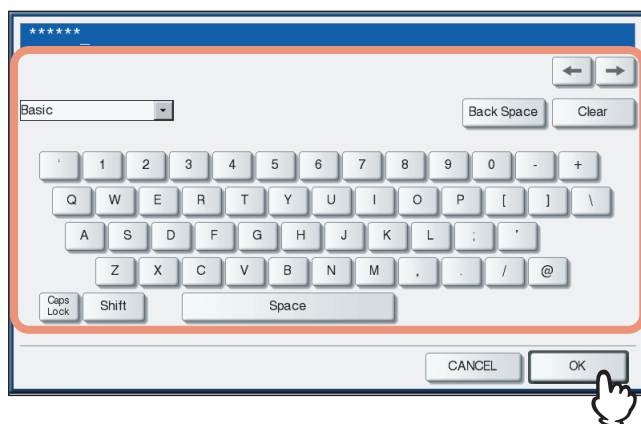 ******_
← →
Basic Back Space Clear
` 1 2 3 4 5 6 7 8 9 0 - +
Q W E R T Y U I O P [ ] \
A S D F G H J K L ; '
Z X C V B N M , . / @
Caps Lock Shift Space
CANCEL OK